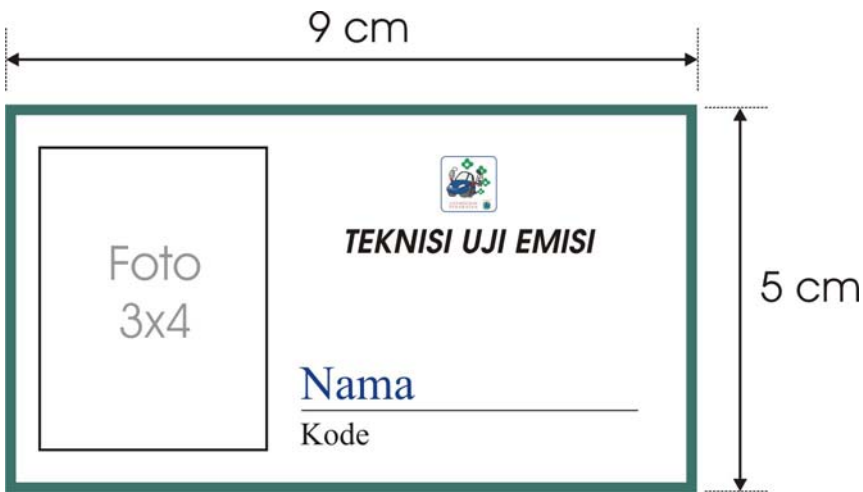 9 cm
TEKNISI UJI EMISI
Foto
3x4
5 cm
Nama
Kode